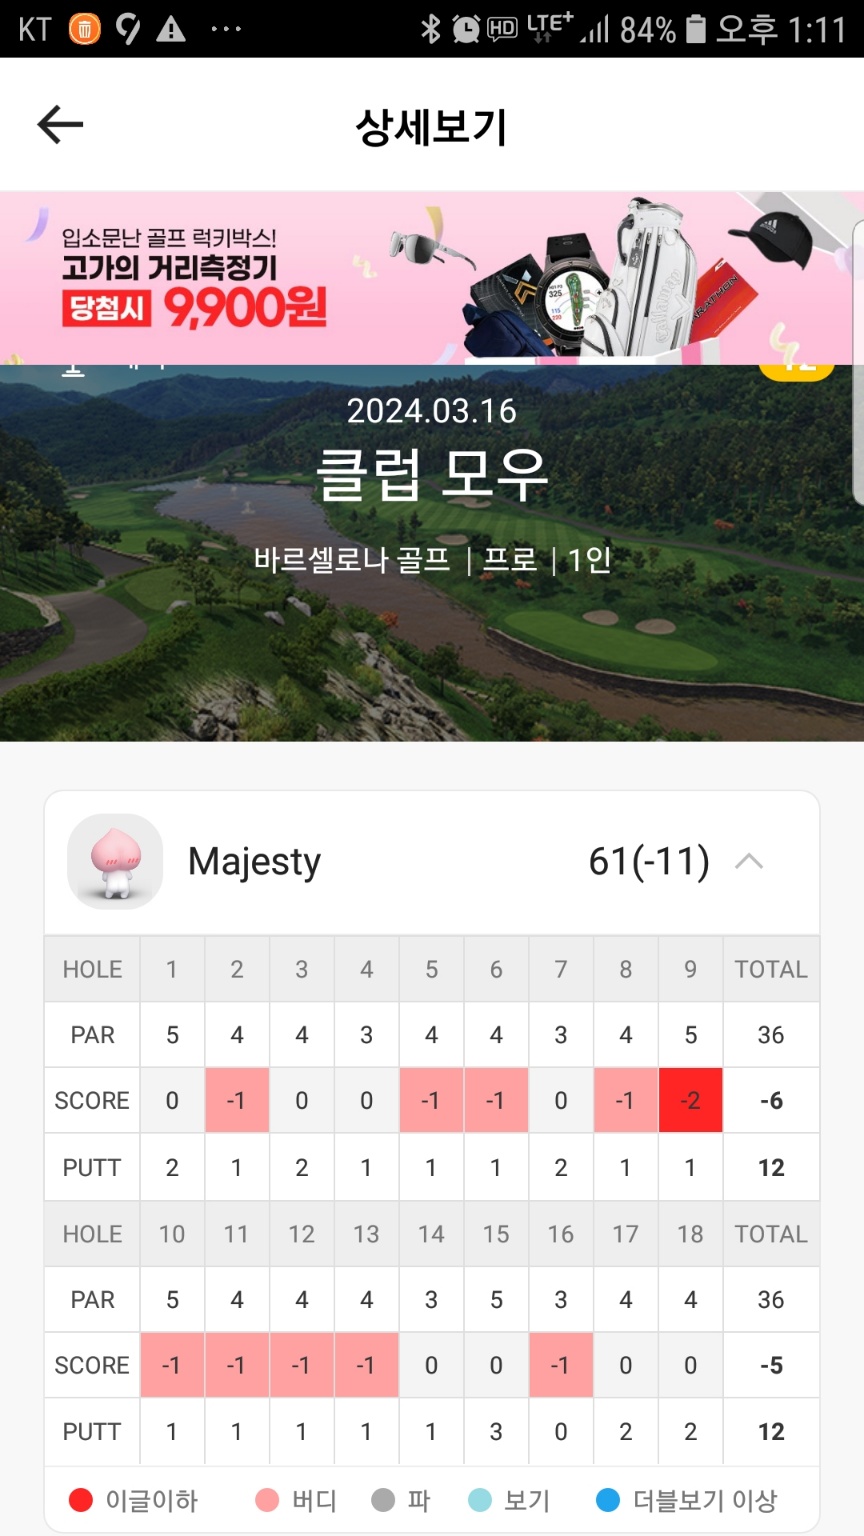 KT HD LTE+ 84% 오후 1:11
상세보기
입소문난 골프 럭키박스!
고가의 거리측정기
당첨시 9,900원
2024.03.16
클럽 모우
바르셀로나 골프 | 프로 | 1인
Majesty 61(-11)
HOLE 1 2 3 4 5 6 7 8 9 TOTAL
PAR 5 4 4 3 4 4 3 4 5 36
SCORE 0 -1 0 0 -1 -1 0 -1 -2 -6
PUTT 2 1 2 1 1 1 2 1 1 12
HOLE 10 11 12 13 14 15 16 17 18 TOTAL
PAR 5 4 4 4 3 5 3 4 4 36
SCORE -1 -1 -1 -1 0 0 -1 0 0 -5
PUTT 1 1 1 1 1 3 0 2 2 12
이글이하 버디 파 보기 더블보기 이상